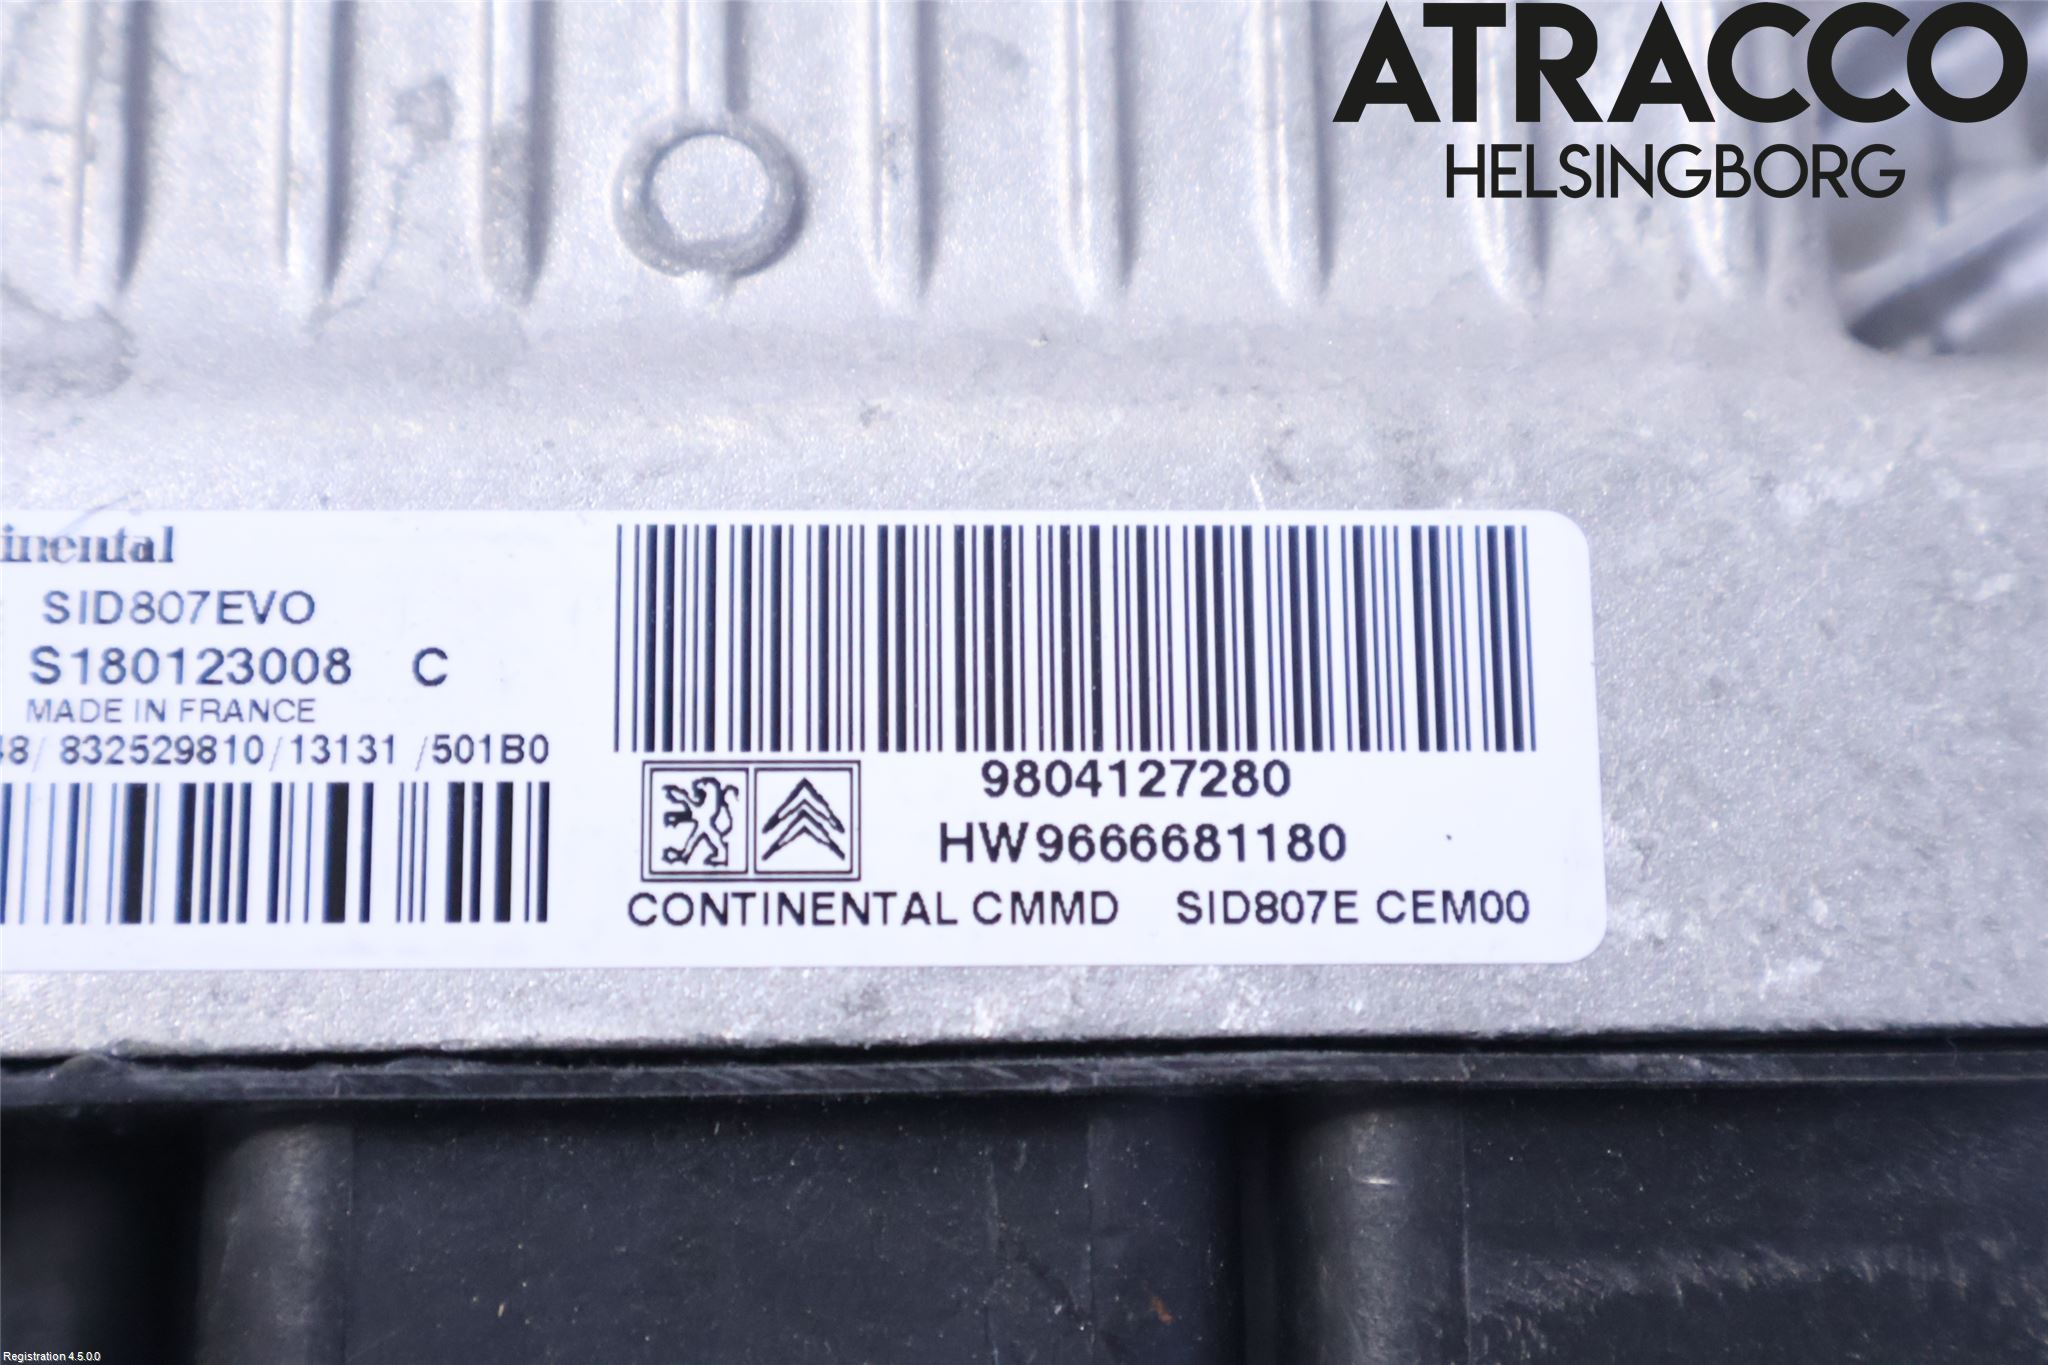 ATRACCO
HELSINGBORG
inental
SID807EVO
S180123008 C
MADE IN FRANCE
48/ 832529810/13131 /501B0
9804127280
HW9666681180
CONTINENTAL CMMD SID807E CEM00
Registration 4.5.0.0